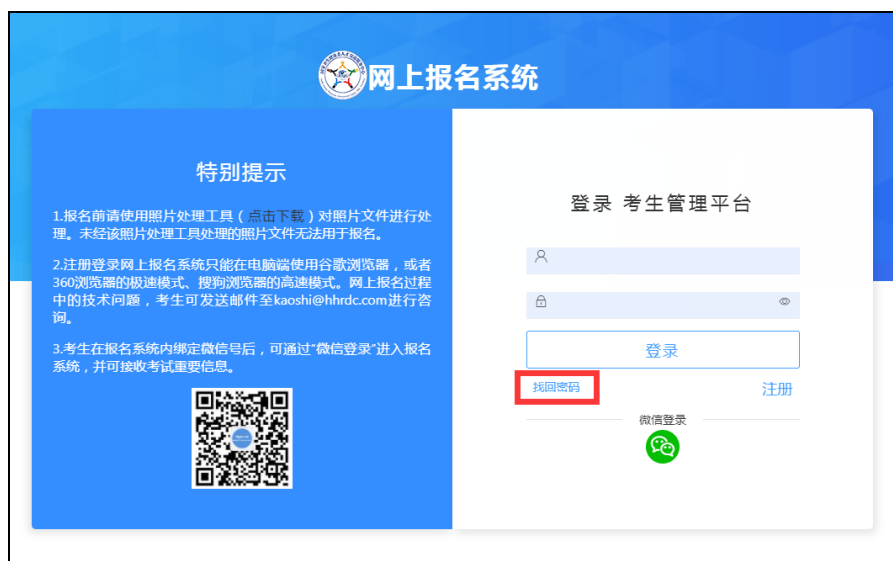 网上报名系统
特别提示
1.报名前请使用照片处理工具（点击下载）对照片文件进行处
理。未经该照片处理工具处理的照片文件无法用于报名。
2.注册登录网上报名系统只能在电脑端使用谷歌浏览器，或者
360浏览器的极速模式、搜狗浏览器的高速模式。网上报名过程
中的技术问题，考生可发送邮件至kaoshi@hhrdc.com进行咨
询。
3.考生在报名系统内绑定微信号后，可通过“微信登录”进入报名
系统，并可接收考试重要信息。
登录 考生管理平台
登录
找回密码
注册
微信登录